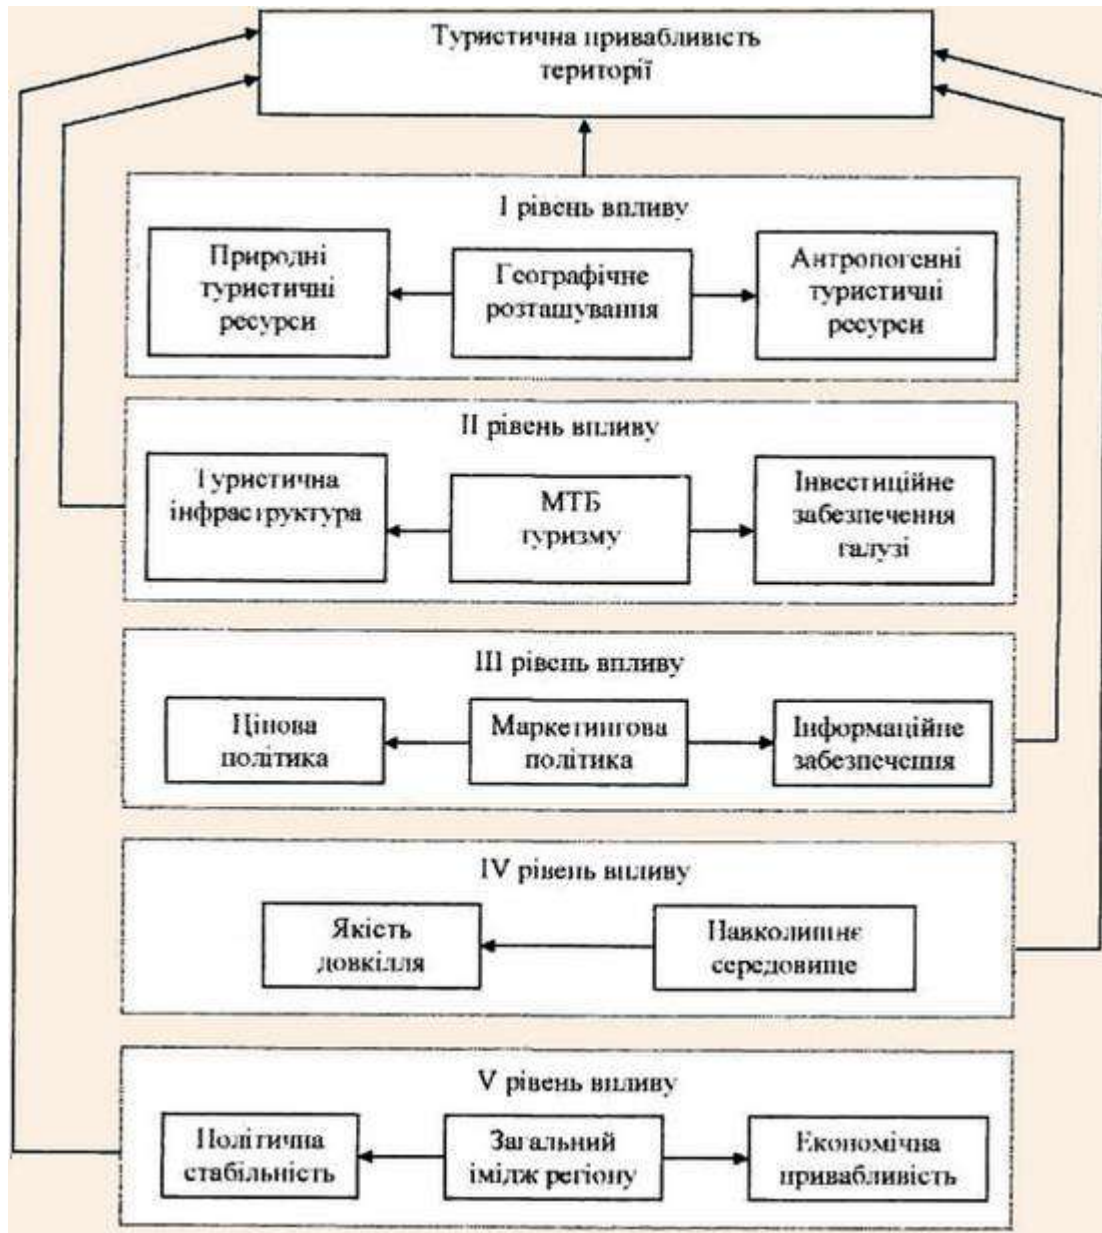 Туристична привабливість
території
І рівень впливу
Природні
туристичні
ресурси
Географічне
розташування
Антропогенні
туристичні
ресурси
ІІ рівень впливу
Туристична
інфраструктура
МТБ
туризму
Інвестиційне
забезпечення
галузі
ІІІ рівень впливу
Цінова
політика
Маркетингова
політика
Інформаційне
забезпечення
IV рівень впливу
Якість
довкілля
Навколишнє
середовище
V рівень впливу
Політична
стабільність
Загальний
імідж регіону
Економічна
привабливість